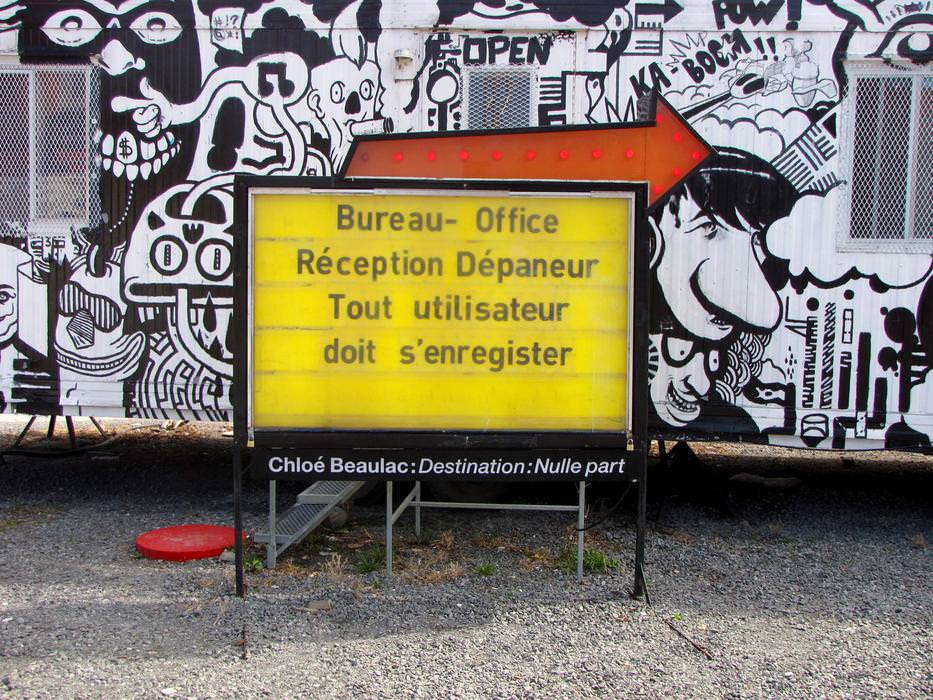 #!?
OPEN
POW!
KA-BOOM!!
$
Bureau- Office
Réception Dépaneur
Tout utilisateur
doit s'enregister
Chloé Beaulac: Destination: Nulle part